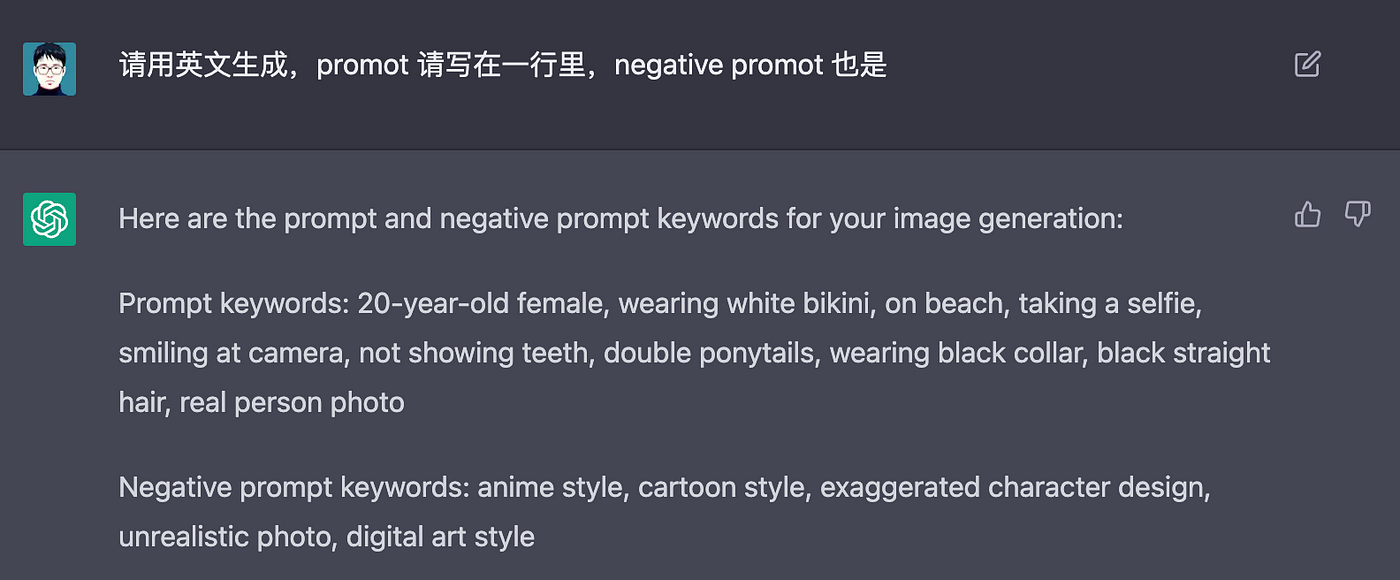 请用英文生成，promot 请写在一行里，negative promot 也是
Here are the prompt and negative prompt keywords for your image generation:
Prompt keywords: 20-year-old female, wearing white bikini, on beach, taking a selfie,
smiling at camera, not showing teeth, double ponytails, wearing black collar, black straight
hair, real person photo
Negative prompt keywords: anime style, cartoon style, exaggerated character design,
unrealistic photo, digital art style